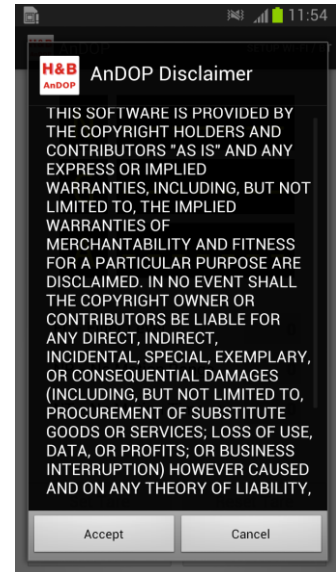 11:54
H&B
AnDOP
AnDOP Disclaimer
THIS SOFTWARE IS PROVIDED BY
THE COPYRIGHT HOLDERS AND
CONTRIBUTORS "AS IS" AND ANY
EXPRESS OR IMPLIED
WARRANTIES, INCLUDING, BUT NOT
LIMITED TO, THE IMPLIED
WARRANTIES OF
MERCHANTABILITY AND FITNESS
FOR A PARTICULAR PURPOSE ARE
DISCLAIMED. IN NO EVENT SHALL
THE COPYRIGHT OWNER OR
CONTRIBUTORS BE LIABLE FOR
ANY DIRECT, INDIRECT,
INCIDENTAL, SPECIAL, EXEMPLARY,
OR CONSEQUENTIAL DAMAGES
(INCLUDING, BUT NOT LIMITED TO,
PROCUREMENT OF SUBSTITUTE
GOODS OR SERVICES; LOSS OF USE,
DATA, OR PROFITS; OR BUSINESS
INTERRUPTION) HOWEVER CAUSED
AND ON ANY THEORY OF LIABILITY,
Accept
Cancel